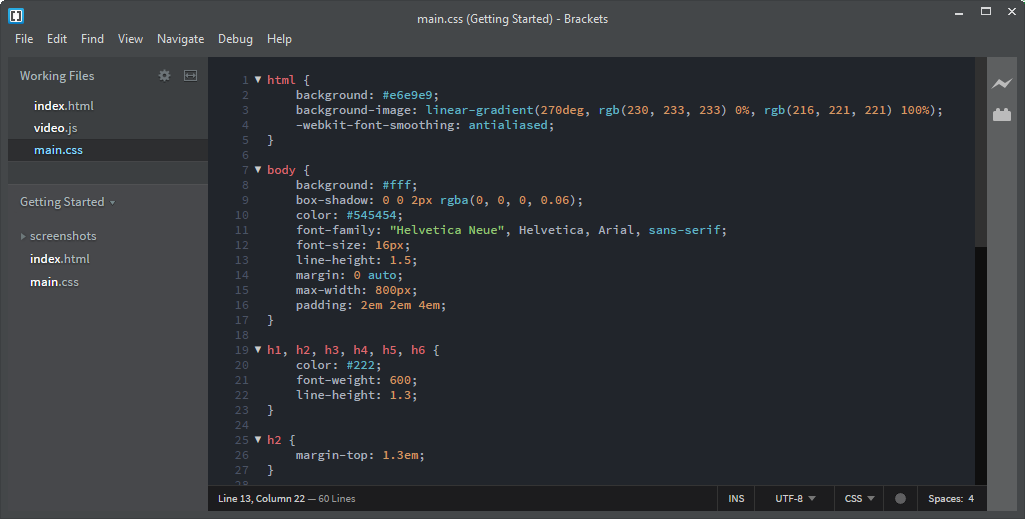 main.css (Getting Started) - Brackets
File Edit Find View Navigate Debug Help
Working Files
index.html
video.js
main.css
Getting Started
screenshots
index.html
main.css
1 html {
2     background: #e6e9e9;
3     background-image: linear-gradient(270deg, rgb(230, 233, 233) 0%, rgb(216, 221, 221) 100%);
4     -webkit-font-smoothing: antialiased;
5 }
6
7 body {
8     background: #fff;
9     box-shadow: 0 0 2px rgba(0, 0, 0, 0.06);
10     color: #545454;
11     font-family: "Helvetica Neue", Helvetica, Arial, sans-serif;
12     font-size: 16px;
13     line-height: 1.5;
14     margin: 0 auto;
15     max-width: 800px;
16     padding: 2em 2em 4em;
17 }
18
19 h1, h2, h3, h4, h5, h6 {
20     color: #222;
21     font-weight: 600;
22     line-height: 1.3;
23 }
24
25 h2 {
26     margin-top: 1.3em;
27 }
28
Line 13, Column 22 — 60 Lines INS UTF-8 CSS Spaces: 4